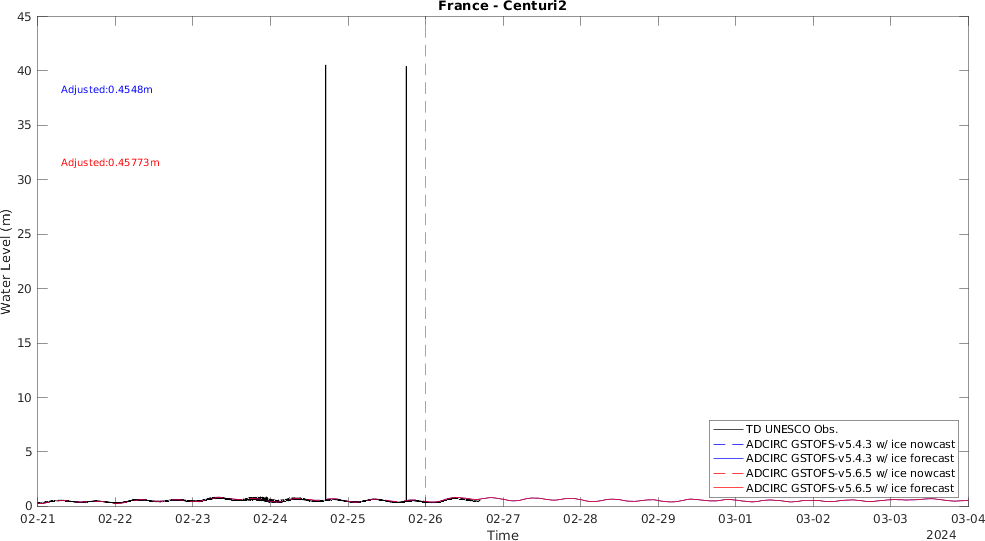 France - Centuri2
45
40
35
30
25
20
15
10
5
0
Water Level (m)
Adjusted:0.4548m
Adjusted:0.45773m
TD UNESCO Obs.
ADCIRC GSTOFS-v5.4.3 w/ ice nowcast
ADCIRC GSTOFS-v5.4.3 w/ ice forecast
ADCIRC GSTOFS-v5.6.5 w/ ice nowcast
ADCIRC GSTOFS-v5.6.5 w/ ice forecast
02-21 02-22 02-23 02-24 02-25 02-26 02-27 02-28 02-29 03-01 03-02 03-03 03-04
Time
2024